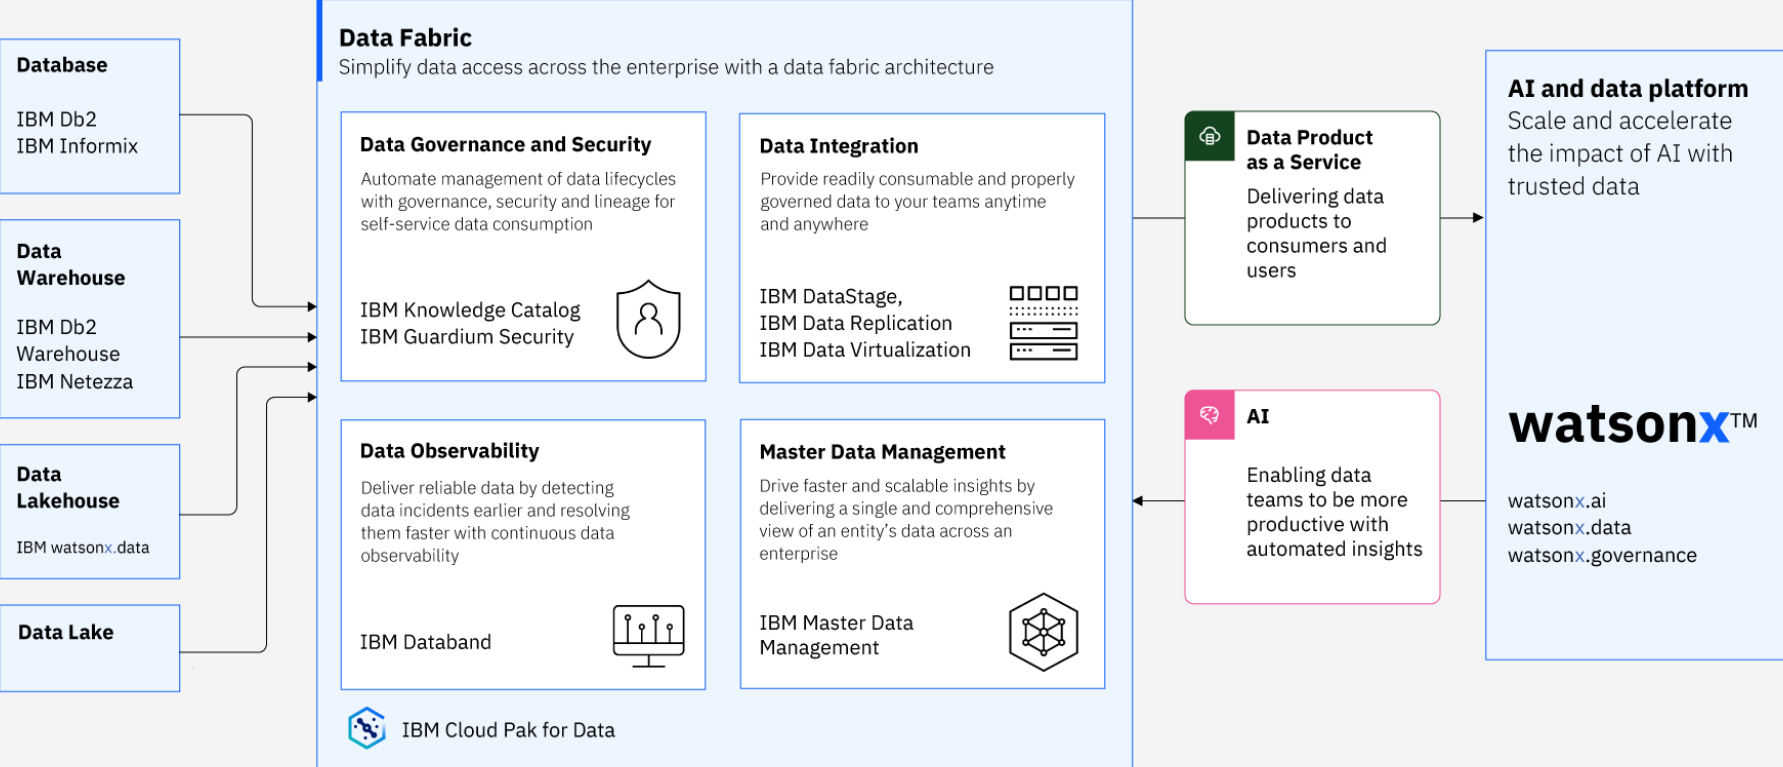 Database
IBM Db2
IBM Informix
Data
Warehouse
IBM Db2
Warehouse
IBM Netezza
Data
Lakehouse
IBM watsonx.data
Data Lake
Data Fabric
Simplify data access across the enterprise with a data fabric architecture
Data Governance and Security
Automate management of data lifecycles
with governance, security and lineage for
self-service data consumption
IBM Knowledge Catalog
IBM Guardium Security
Data Integration
Provide readily consumable and properly
governed data to your teams anytime
and anywhere
IBM DataStage,
IBM Data Replication
IBM Data Virtualization
Data Observability
Deliver reliable data by detecting
data incidents earlier and resolving
them faster with continuous data
observability
IBM Databand
Master Data Management
Drive faster and scalable insights by
delivering a single and comprehensive
view of an entity’s data across an
enterprise
IBM Master Data
Management
IBM Cloud Pak for Data
Data Product
as a Service
Delivering data
products to
consumers and
users
AI
Enabling data
teams to be more
productive with
automated insights
AI and data platform
Scale and accelerate
the impact of AI with
trusted data
watsonx™
watsonx.ai
watsonx.data
watsonx.governance